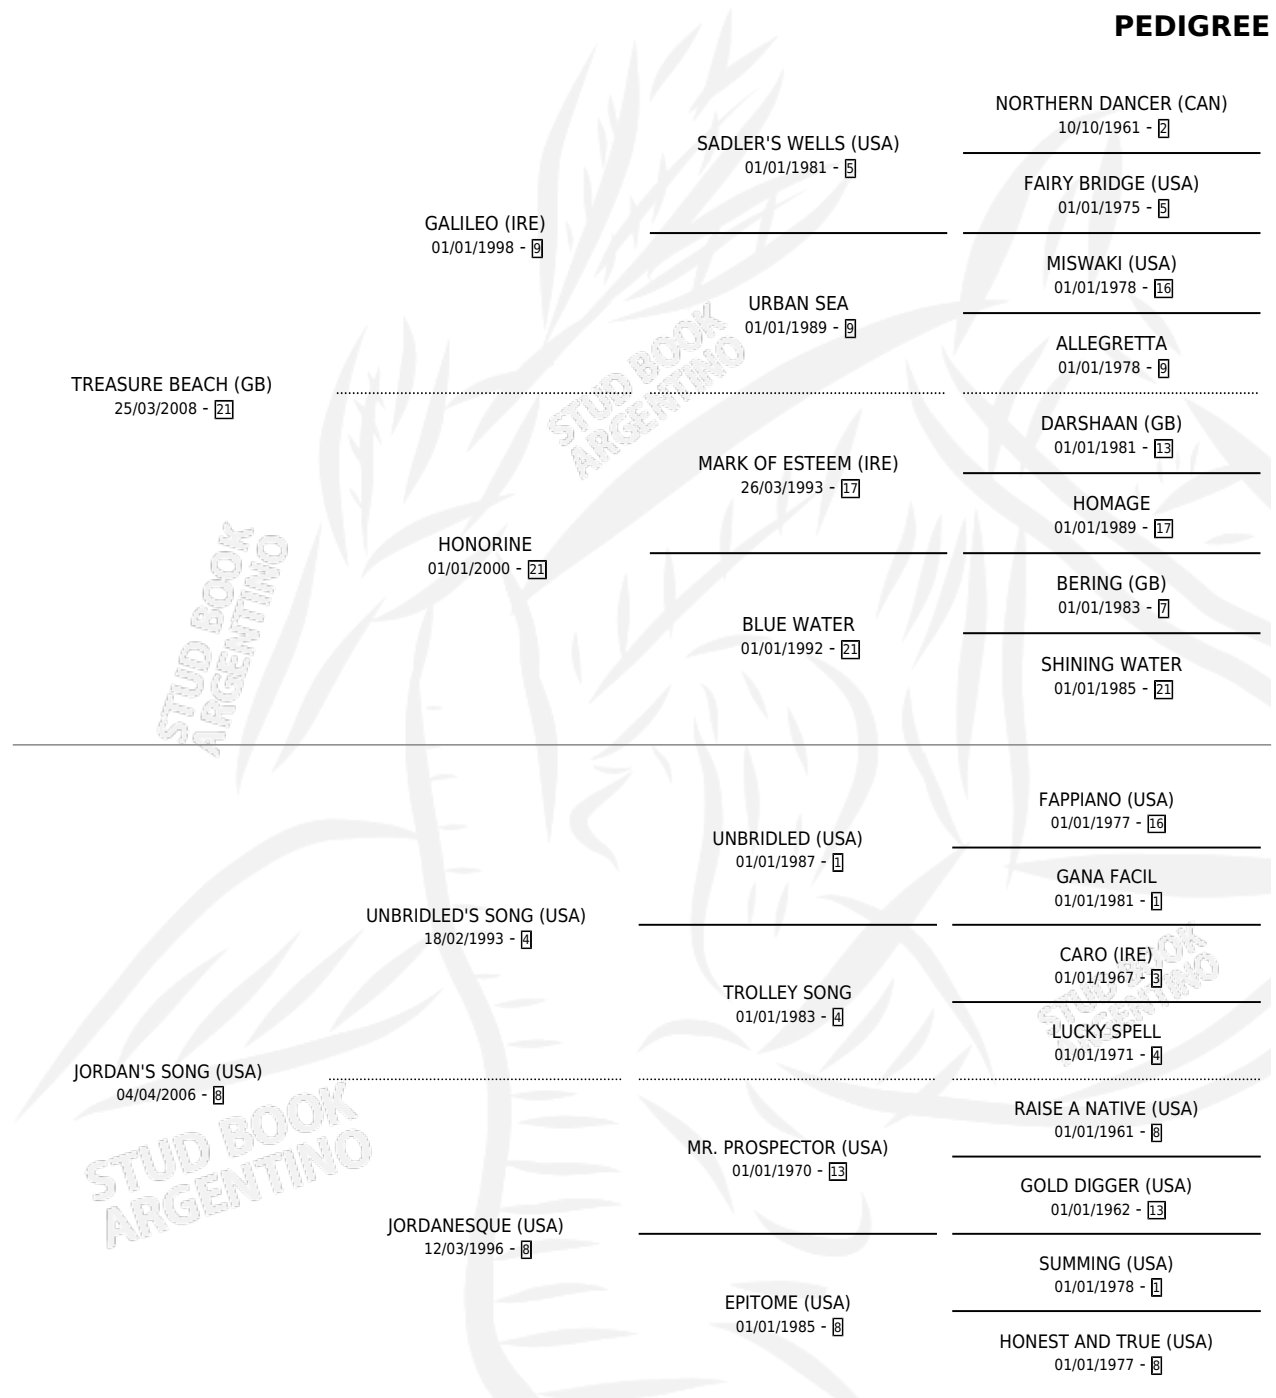 PEDIGREE
NORTHERN DANCER (CAN)
10/10/1961 - 2
SADLER'S WELLS (USA)
01/01/1981 - 5
FAIRY BRIDGE (USA)
01/01/1975 - 5
GALILEO (IRE)
01/01/1998 - 9
MISWAKI (USA)
01/01/1978 - 16
URBAN SEA
01/01/1989 - 9
ALLEGRETTA
01/01/1978 - 9
TREASURE BEACH (GB)
25/03/2008 - 21
DARSHAAN (GB)
01/01/1981 - 13
MARK OF ESTEEM (IRE)
26/03/1993 - 17
HOMAGE
01/01/1989 - 17
HONORINE
01/01/2000 - 21
BERING (GB)
01/01/1983 - 7
BLUE WATER
01/01/1992 - 21
SHINING WATER
01/01/1985 - 21
FAPPIANO (USA)
01/01/1977 - 16
UNBRIDLED (USA)
01/01/1987 - 1
GANA FACIL
01/01/1981 - 1
UNBRIDLED'S SONG (USA)
18/02/1993 - 4
CARO (IRE)
01/01/1967 - 3
TROLLEY SONG
01/01/1983 - 4
LUCKY SPELL
01/01/1971 - 4
JORDAN'S SONG (USA)
04/04/2006 - 8
RAISE A NATIVE (USA)
01/01/1961 - 8
MR. PROSPECTOR (USA)
01/01/1970 - 13
GOLD DIGGER (USA)
01/01/1962 - 13
JORDANESQUE (USA)
12/03/1996 - 8
SUMMING (USA)
01/01/1978 - 1
EPITOME (USA)
01/01/1985 - 8
HONEST AND TRUE (USA)
01/01/1977 - 8
STUD BOOK
ARGENTINO
STUD BOOK
ARGENTINO
STUD BOOK
ARGENTINO
STUD BOOK
ARGENTINO